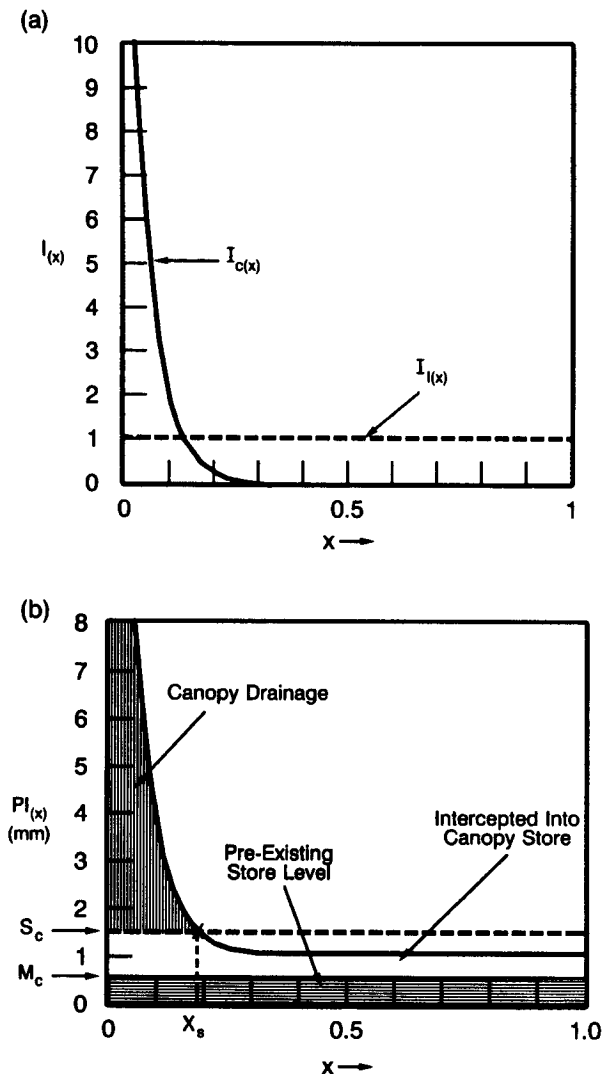 (a)
10
9
8
7
6
5
4
3
2
1
0
I(x)
Ic(x)
Il(x)
0
0.5
1
x
(b)
8
7
6
5
4
3
2
1
0
PI(x)
(mm)
Canopy Drainage
Intercepted Into
Canopy Store
Pre-Existing
Store Level
Sc
Mc
0
Xs
0.5
1.0
x